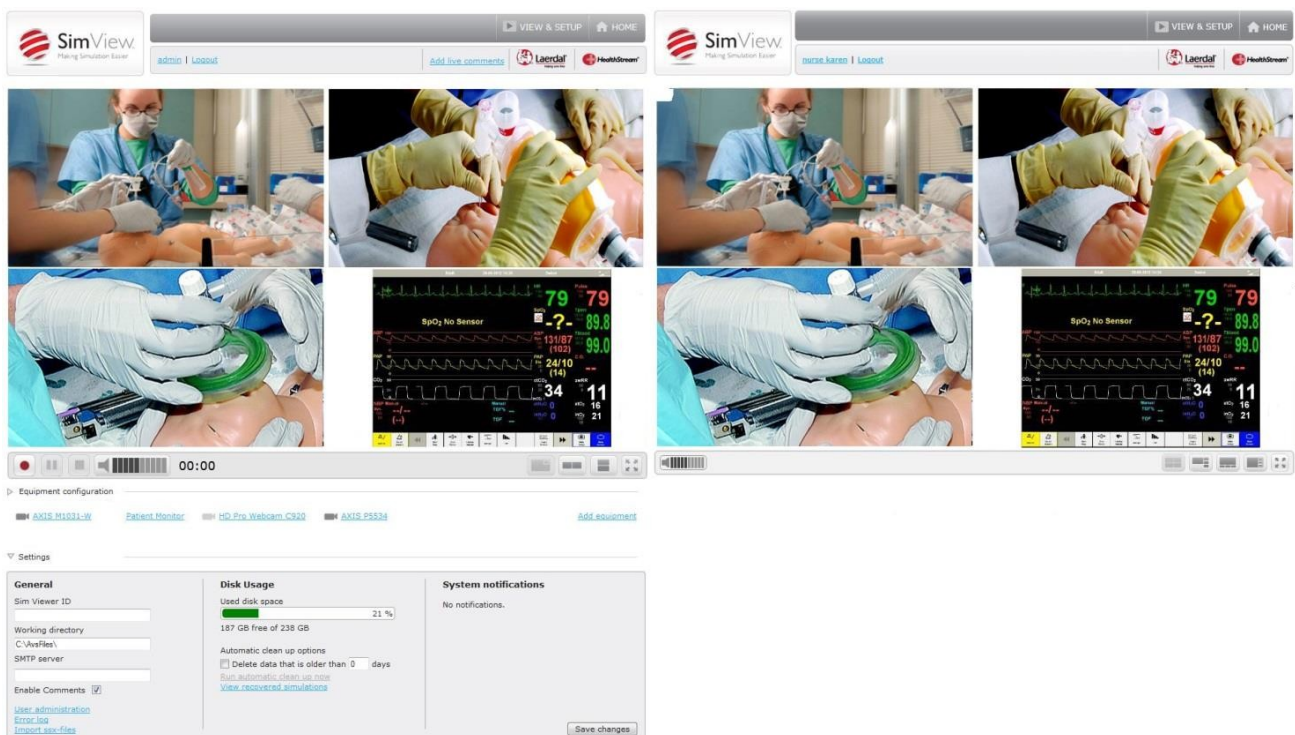 SimView
Making Simulation Easier
VIEW & SETUP HOME
admin | Logout
Add live comments
Laerdal
HealthStream
SpO2 No Sensor
79 79
-?- 89.8
131/87
(102) 99.0
24/10
(14)
34 11
0 16
0 21
00:00
Equipment configuration
AXIS M1031-W Patient Monitor HD Pro Webcam C920 AXIS P5534 Add equipment
Settings
General
Sim Viewer ID
Working directory
C:\AvsFiles\
SMTP server
Enable Comments
User administration
Error log
Import ssx-files
Disk Usage
Used disk space
21 %
187 GB free of 238 GB
Automatic clean up options
Delete data that is older than 0 days
Run automatic clean up now
View recovered simulations
System notifications
No notifications.
Save changes
SimView
Making Simulation Easier
VIEW & SETUP HOME
nurse karen | Logout
Laerdal
HealthStream
SpO2 No Sensor
79 79
-?- 89.8
131/87
(102) 99.0
24/10
(14)
34 11
0 16
0 21